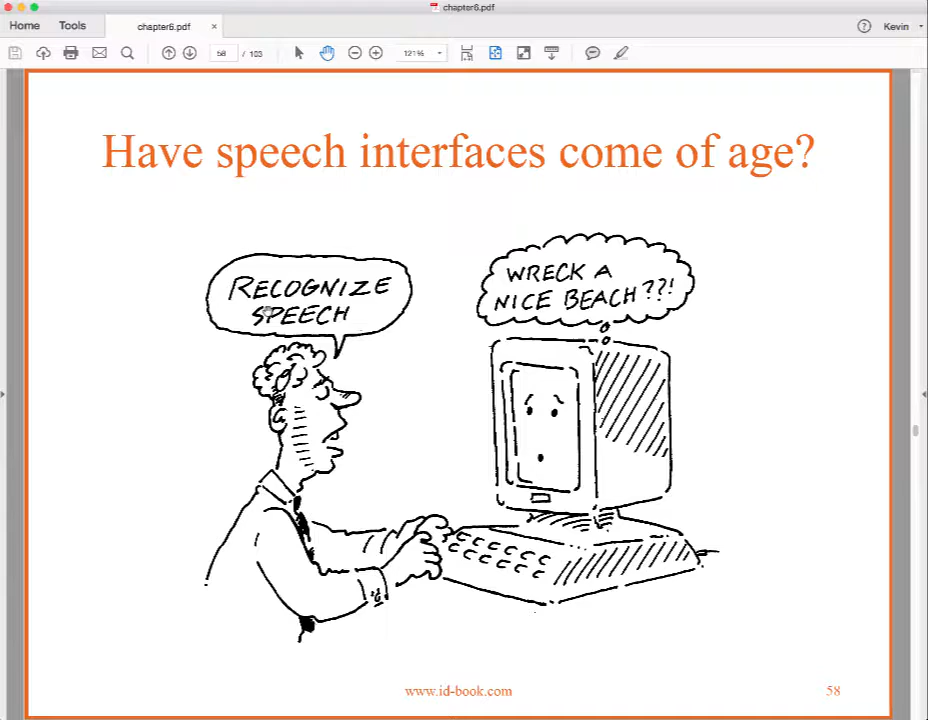 chapter6.pdf
Home Tools chapter6.pdf × ? Kevin
58 / 103 121%
Have speech interfaces come of age?
RECOGNIZE
SPEECH
WRECK A
NICE BEACH??!
www.id-book.com 58